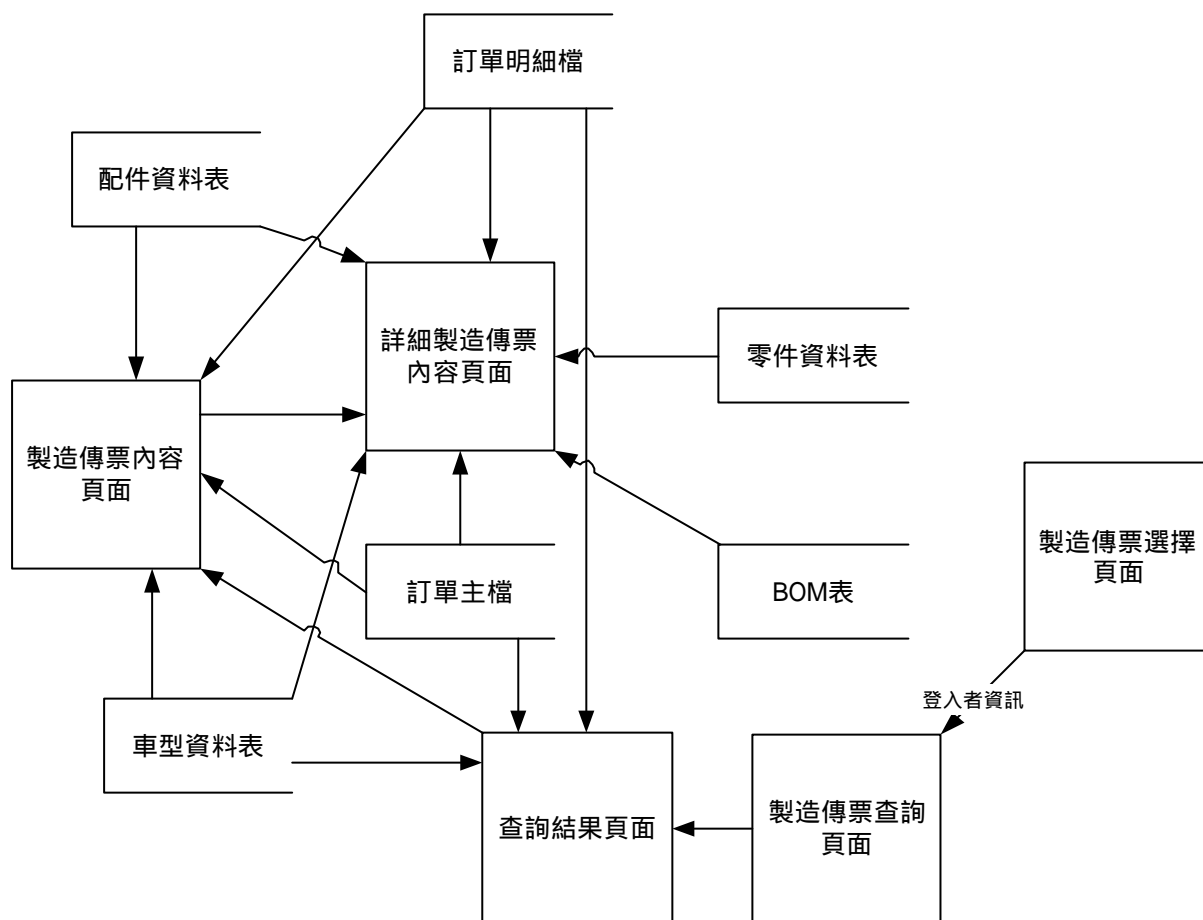 訂單明細檔
配件資料表
詳細製造傳票
內容頁面
零件資料表
製造傳票內容
頁面
製造傳票選擇
頁面
訂單主檔
BOM表
登入者資訊
車型資料表
查詢結果頁面
製造傳票查詢
頁面